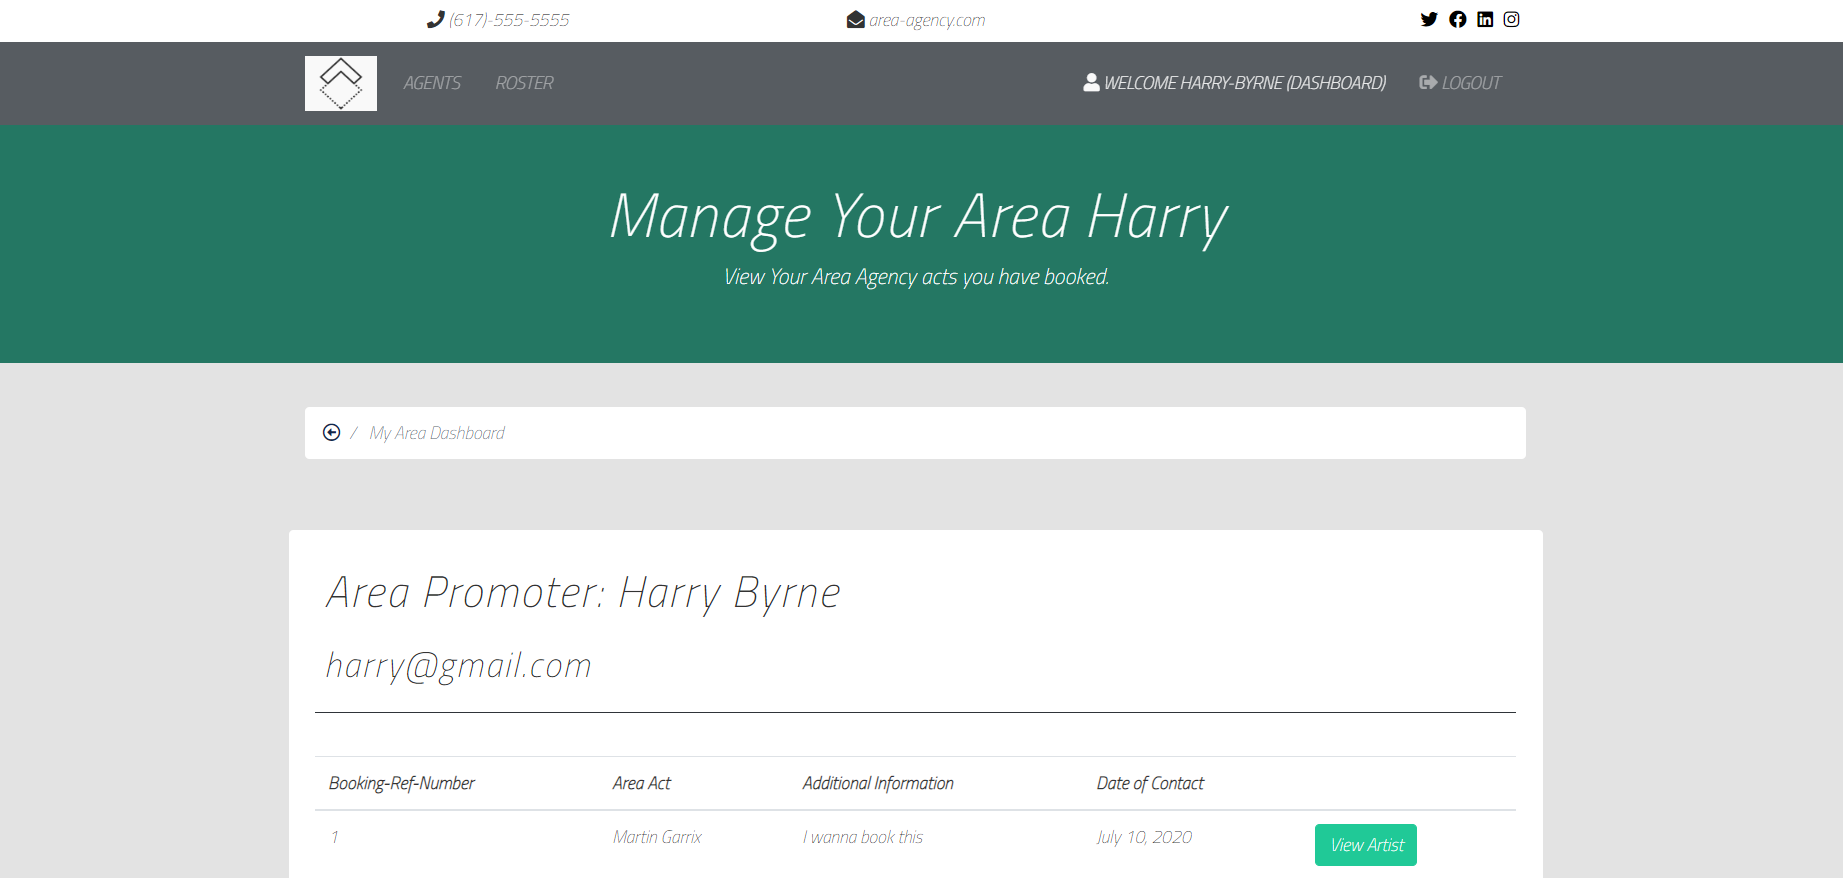 (617)-555-5555 area-agency.com
AGENTS ROSTER WELCOME HARRY-BYRNE (DASHBOARD) LOGOUT
Manage Your Area Harry
View Your Area Agency acts you have booked.
/ My Area Dashboard
Area Promoter: Harry Byrne
harry@gmail.com
Booking-Ref-Number Area Act Additional Information Date of Contact
1 Martin Garrix I wanna book this July 10, 2020 View Artist